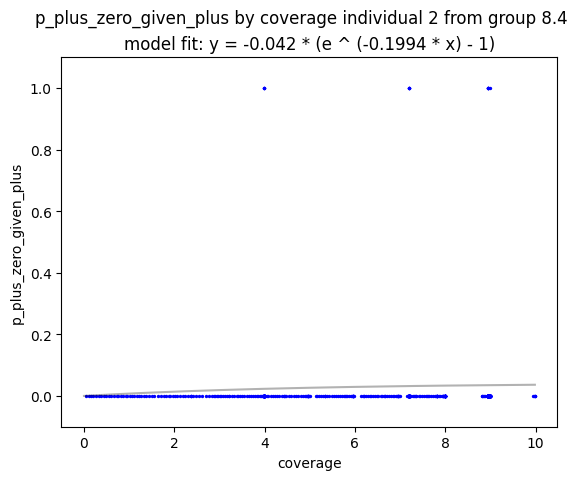 p_plus_zero_given_plus by coverage individual 2 from group 8.4
model fit: y = -0.042 * (e ^ (-0.1994 * x) - 1)
p_plus_zero_given_plus
1.0
0.8
0.6
0.4
0.2
0.0
0 2 4 6 8 10
coverage